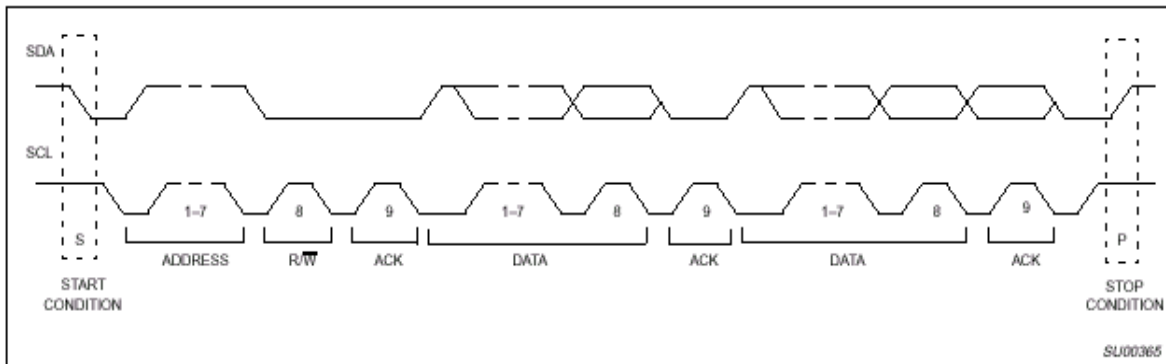 SDA
SCL
1–7 8 9 1–7 8 9 1–7 8 9
S P
ADDRESS R/W̅ ACK DATA ACK DATA ACK
START CONDITION
STOP CONDITION
SU00365